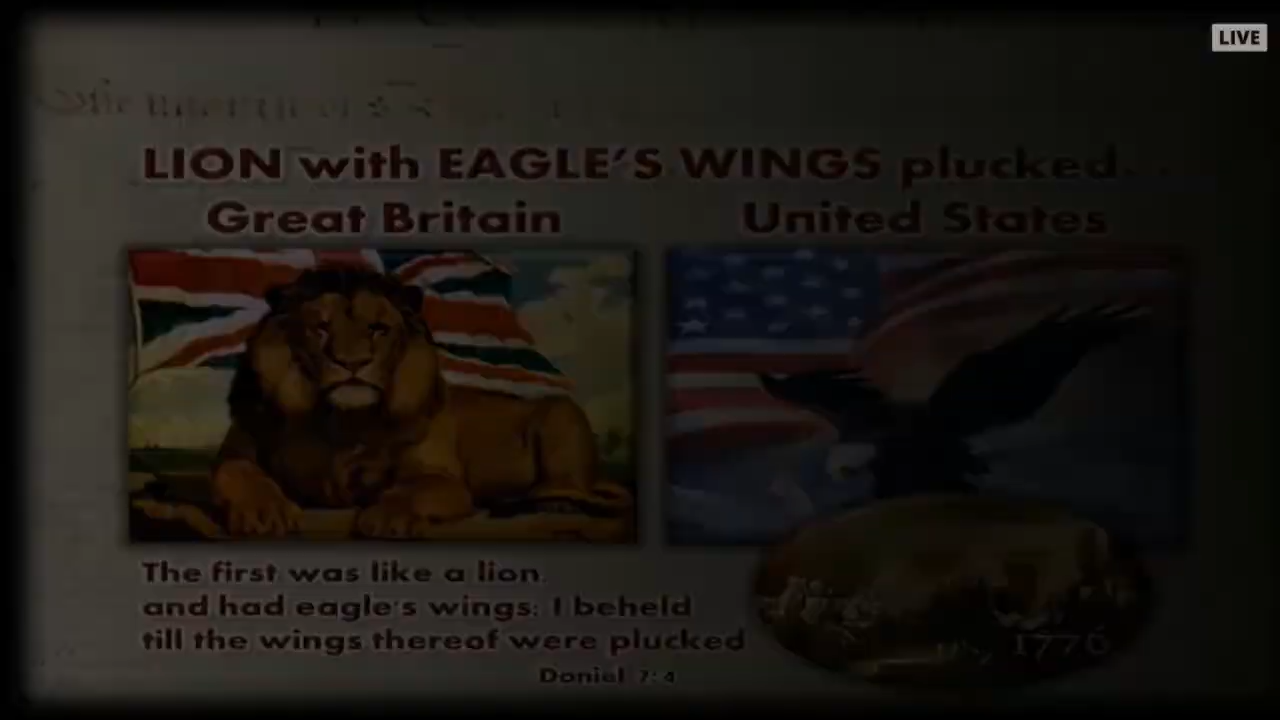 LIVE
LION with EAGLE'S WINGS plucked...
Great Britain
United States
The first was like a lion.
and had eagle's wings: I beheld
till the wings thereof were plucked
Daniel 7:4
1776